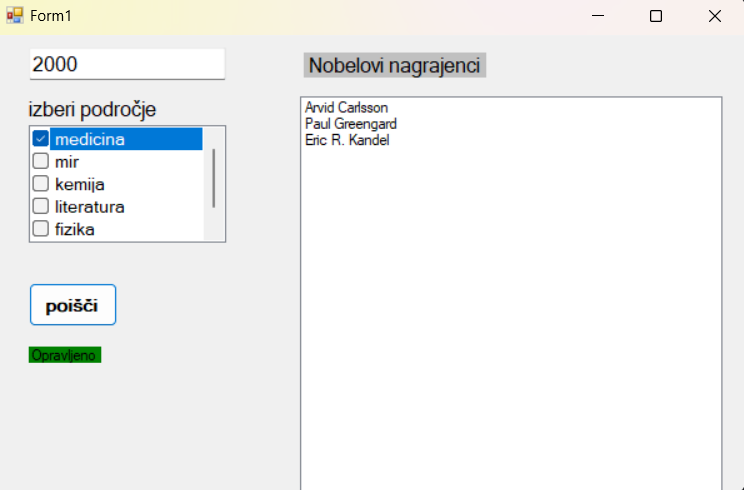 Form1
2000
izberi področje
medicina
mir
kemija
literatura
fizika
poišči
Opravljeno
Nobelovi nagrajenci
Arvid Carlsson
Paul Greengard
Eric R. Kandel